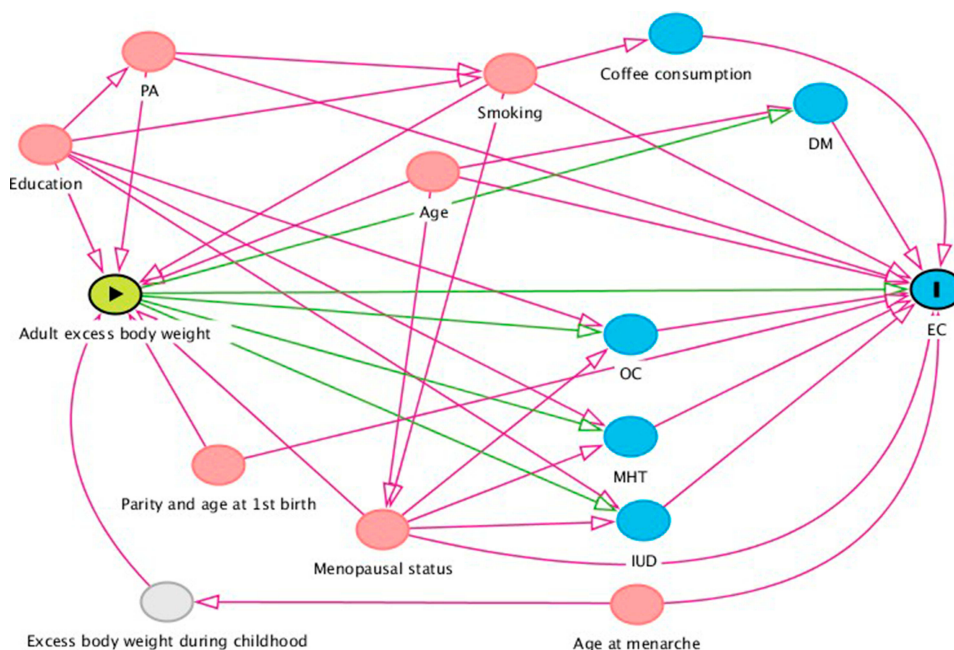 PA
Coffee consumption
Smoking
DM
Education
Age
Adult excess body weight
EC
OC
MHT
Parity and age at 1st birth
IUD
Menopausal status
Excess body weight during childhood
Age at menarche